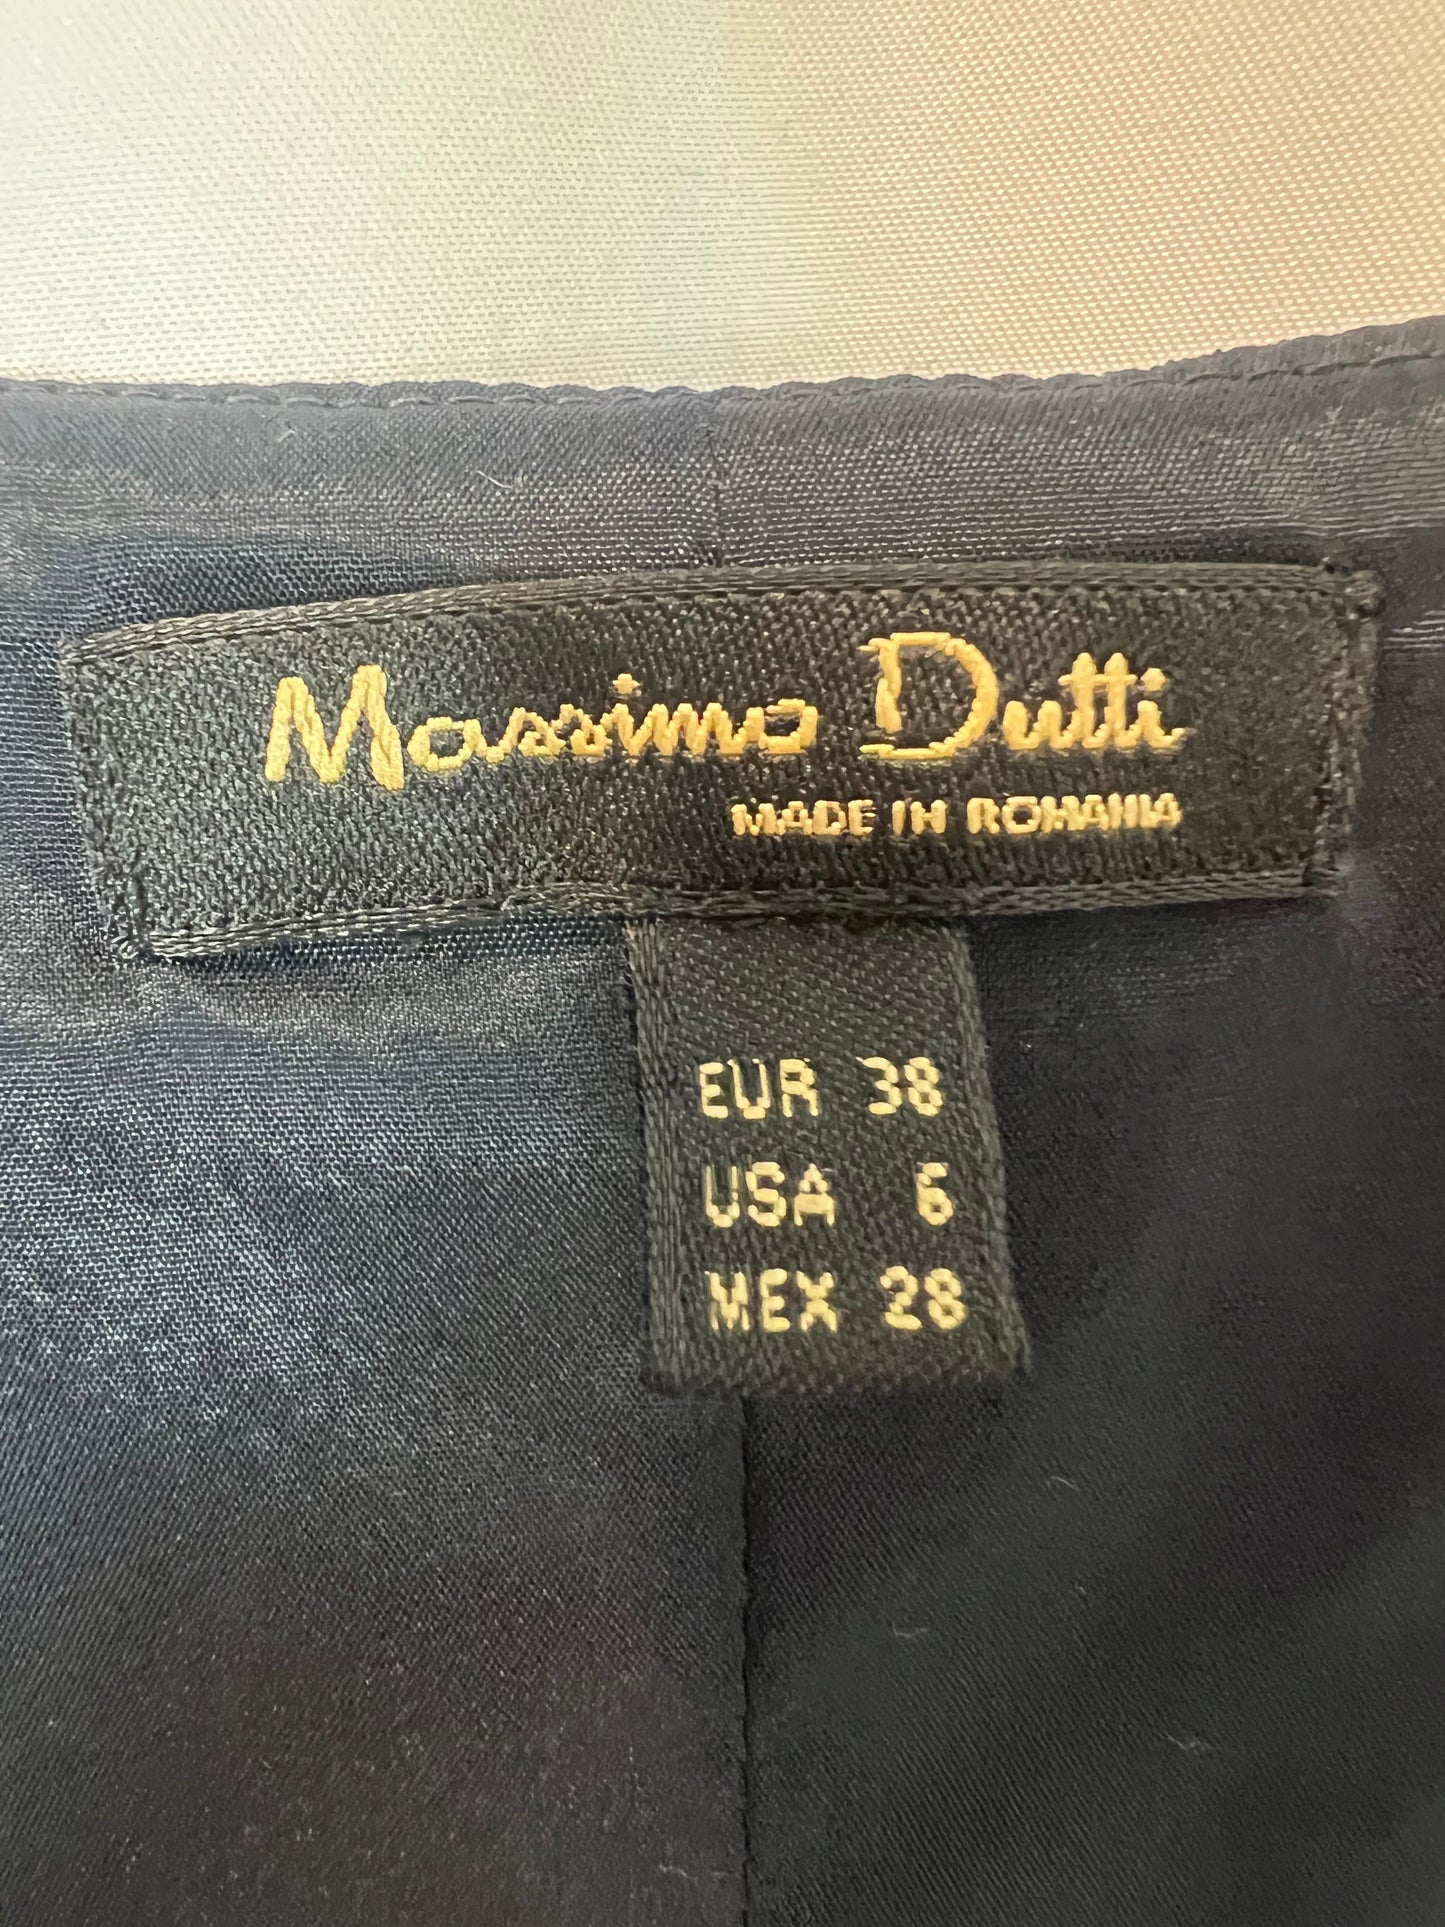 Massimo Dutti
MADE IN ROMANIA
EUR 38
USA 6
MEX 28